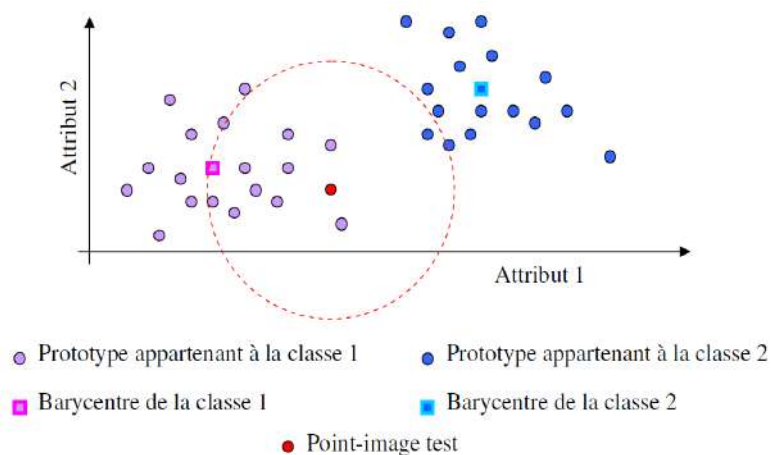 Attribut 2
Attribut 1
Prototype appartenant à la classe 1
Prototype appartenant à la classe 2
Barycentre de la classe 1
Barycentre de la classe 2
Point-image test